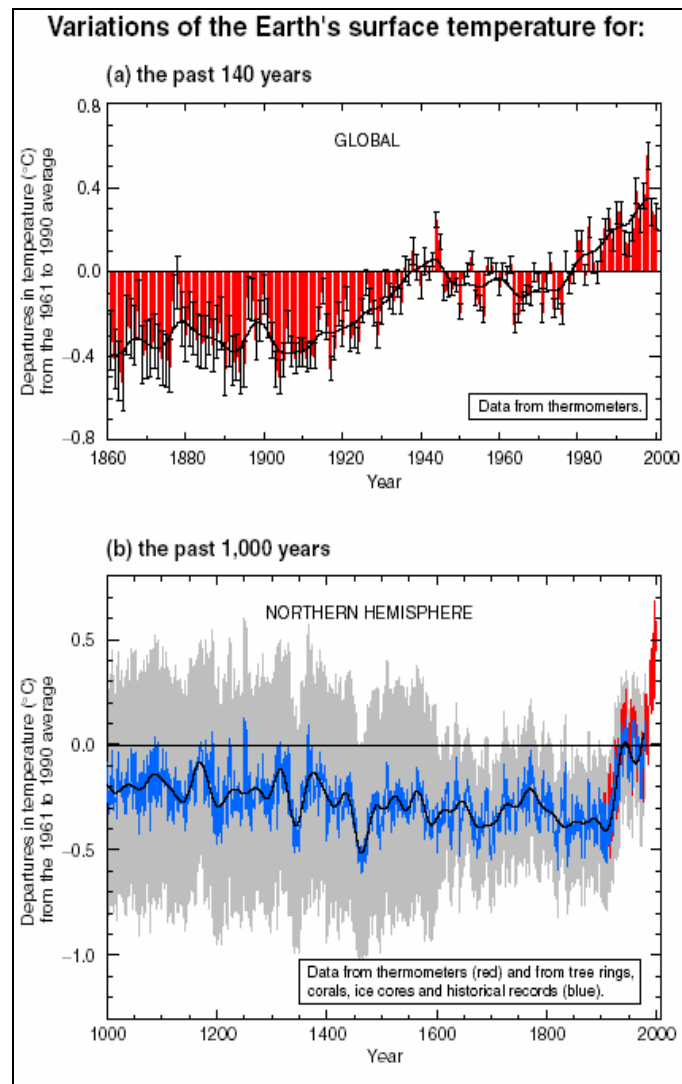 Variations of the Earth's surface temperature for:
(a) the past 140 years
0.8
0.4
0.0
−0.4
−0.8
Departures in temperature (°C)
from the 1961 to 1990 average
GLOBAL
Data from thermometers.
1860 1880 1900 1920 1940 1960 1980 2000
Year
(b) the past 1,000 years
0.5
0.0
−0.5
−1.0
Departures in temperature (°C)
from the 1961 to 1990 average
NORTHERN HEMISPHERE
Data from thermometers (red) and from tree rings,
corals, ice cores and historical records (blue).
1000 1200 1400 1600 1800 2000
Year